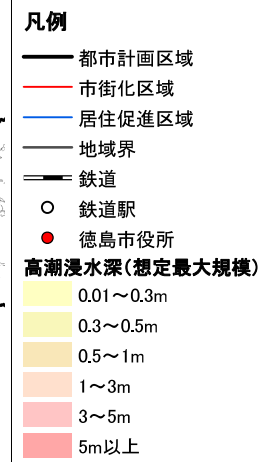 凡例
都市計画区域
市街化区域
居住促進区域
地域界
鉄道
鉄道駅
徳島市役所
高潮浸水深(想定最大規模)
0.01～0.3m
0.3～0.5m
0.5～1m
1～3m
3～5m
5m以上